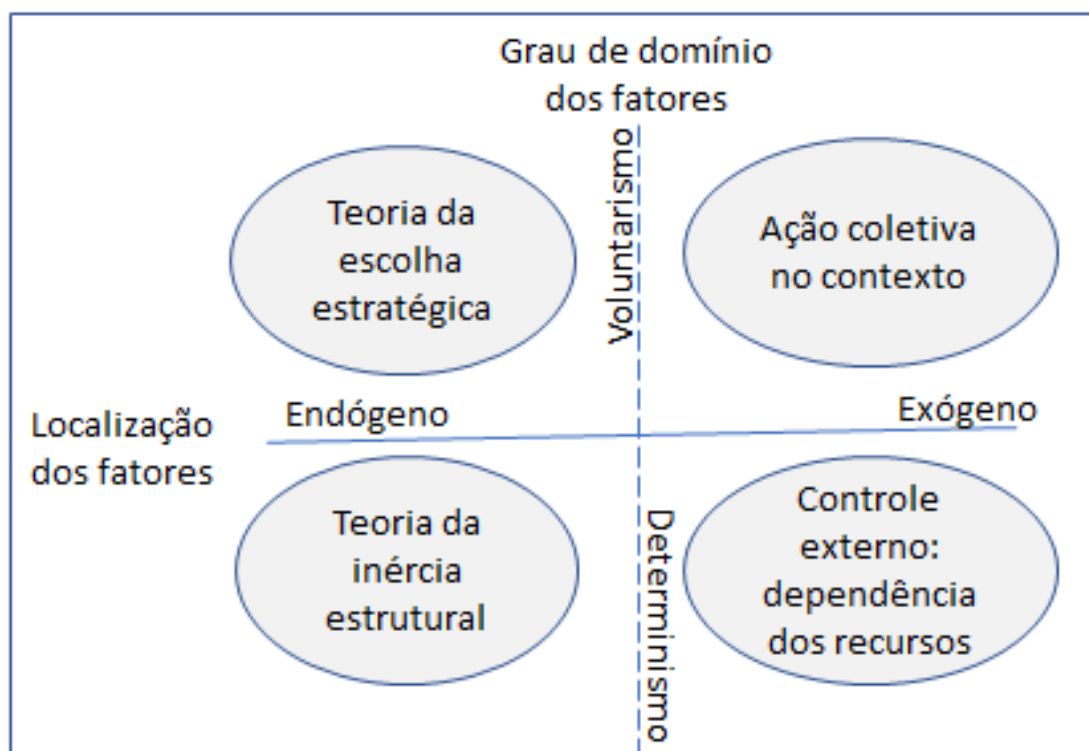 Grau de domínio
dos fatores
Voluntarismo
Teoria da
escolha
estratégica
Ação coletiva
no contexto
Localização
dos fatores
Endógeno
Exógeno
Teoria da
inércia
estrutural
Determinismo
Controle
externo:
dependência
dos recursos